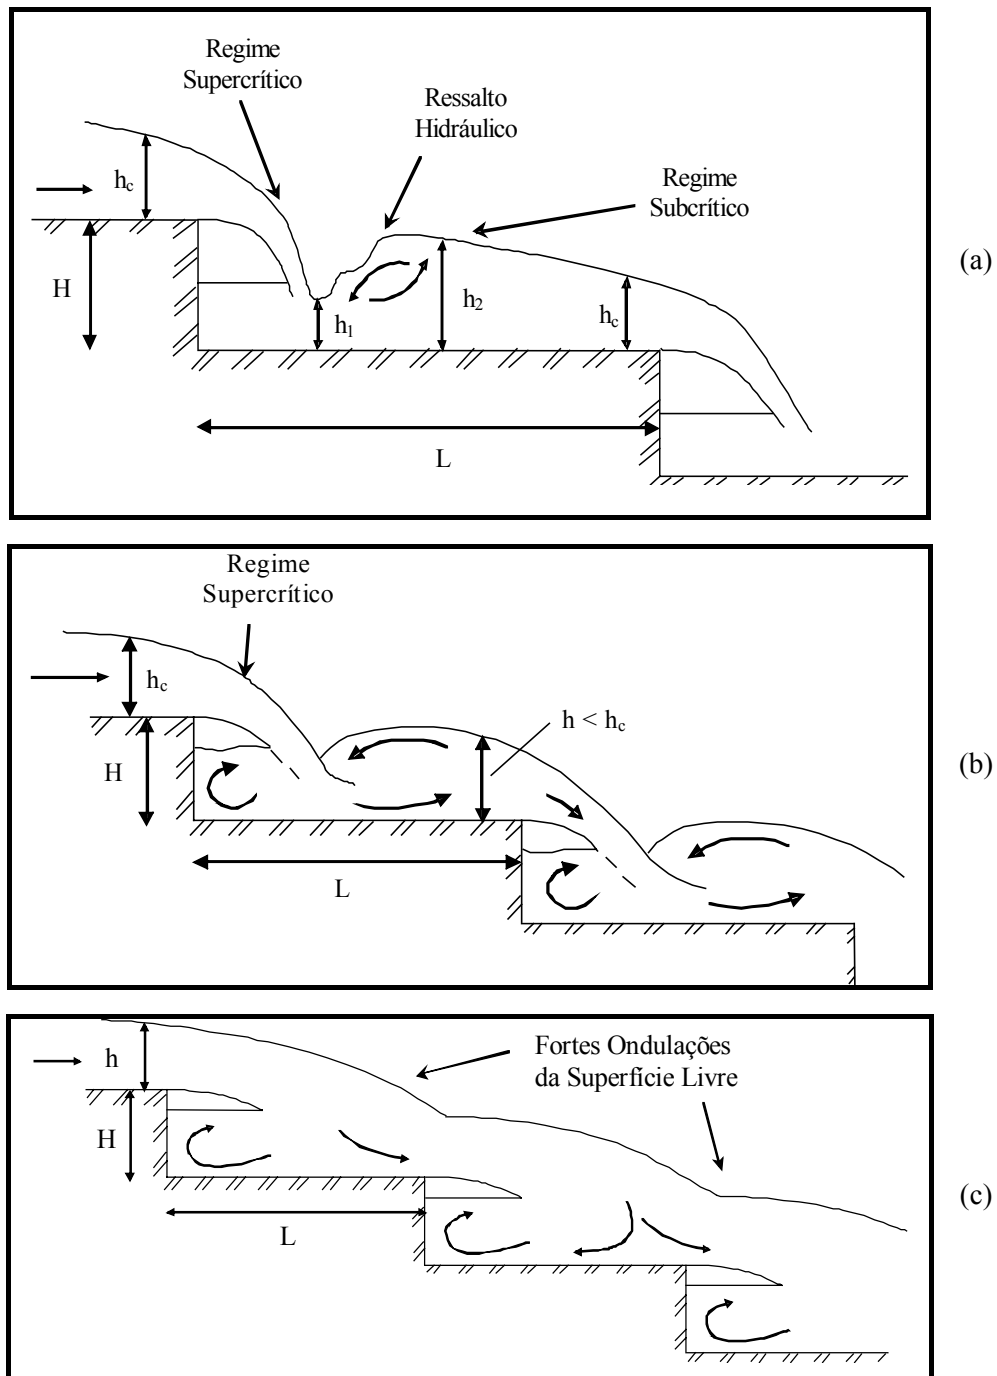 Regime
Supercrítico
Ressalto
Hidráulico
Regime
Subcrítico
h_c
H
h_1
h_2
h_c
L
(a)
Regime
Supercrítico
h_c
h < h_c
H
L
(b)
h
Fortes Ondulações
da Superfície Livre
H
L
(c)